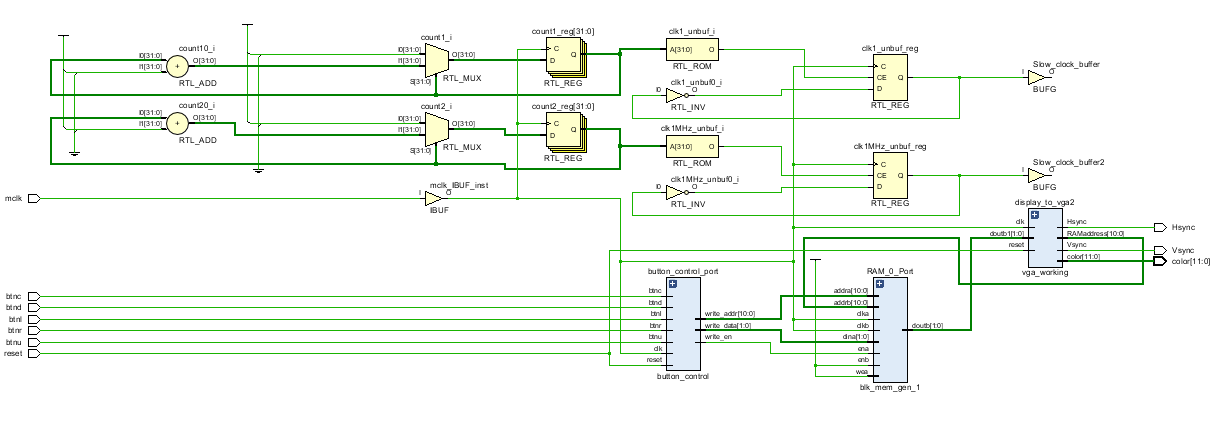 count10_i
I0[31:0]
I1[31:0]
O[31:0]
RTL_ADD
count1_i
I0[31:0]
I1[31:0]
S[31:0]
O[31:0]
RTL_MUX
count1_reg[31:0]
C
D
Q
RTL_REG
clk1_unbuf_i
A[31:0]
O
RTL_ROM
clk1_unbuf0_i
I0
O
RTL_INV
clk1_unbuf_reg
C
CE
D
Q
RTL_REG
Slow_clock_buffer
I
O
BUFG
count20_i
I0[31:0]
I1[31:0]
O[31:0]
RTL_ADD
count2_i
I0[31:0]
I1[31:0]
S[31:0]
O[31:0]
RTL_MUX
count2_reg[31:0]
C
D
Q
RTL_REG
clk1MHz_unbuf_i
A[31:0]
O
RTL_ROM
clk1MHz_unbuf0_i
I0
O
RTL_INV
clk1MHz_unbuf_reg
C
CE
D
Q
RTL_REG
Slow_clock_buffer2
I
O
BUFG
mclk
mclk_IBUF_inst
I
O
IBUF
display_to_vga2
clk
doutb1[1:0]
reset
Hsync
RAMaddress[10:0]
Vsync
color[11:0]
vga_working
Hsync
Vsync
color[11:0]
btnc
btnd
btnl
btnr
btnu
reset
button_control_port
btnc
btnd
btnl
btnr
btnu
clk
reset
write_addr[10:0]
write_data[1:0]
write_en
button_control
RAM_0_Port
addra[10:0]
addrb[10:0]
clka
clkb
dina[1:0]
ena
enb
wea
doutb[1:0]
blk_mem_gen_1